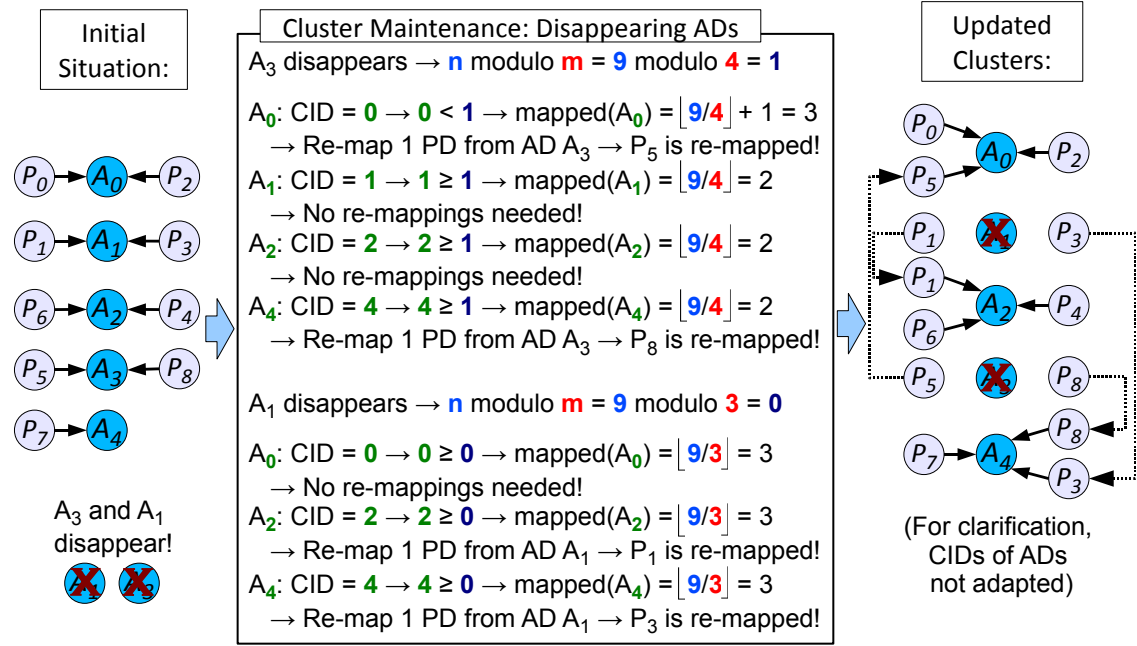 Initial
Situation:
P0 A0 P2
P1 A1 P3
P6 A2 P4
P5 A3 P8
P7 A4
A3 and A1
disappear!
A1 A3
X X
Cluster Maintenance: Disappearing ADs
A3 disappears → n modulo m = 9 modulo 4 = 1
A0: CID = 0 → 0 < 1 → mapped(A0) = ⌊9/4⌋ + 1 = 3
→ Re-map 1 PD from AD A3 → P5 is re-mapped!
A1: CID = 1 → 1 ≥ 1 → mapped(A1) = ⌊9/4⌋ = 2
→ No re-mappings needed!
A2: CID = 2 → 2 ≥ 1 → mapped(A2) = ⌊9/4⌋ = 2
→ No re-mappings needed!
A4: CID = 4 → 4 ≥ 1 → mapped(A4) = ⌊9/4⌋ = 2
→ Re-map 1 PD from AD A3 → P8 is re-mapped!
A1 disappears → n modulo m = 9 modulo 3 = 0
A0: CID = 0 → 0 ≥ 0 → mapped(A0) = ⌊9/3⌋ = 3
→ No re-mappings needed!
A2: CID = 2 → 2 ≥ 0 → mapped(A2) = ⌊9/3⌋ = 3
→ Re-map 1 PD from AD A1 → P1 is re-mapped!
A4: CID = 4 → 4 ≥ 0 → mapped(A4) = ⌊9/3⌋ = 3
→ Re-map 1 PD from AD A1 → P3 is re-mapped!
Updated
Clusters:
P0
A0 P2
P5
P1 A1 X P3
P1
A2 P4
P6
P5 A3 X P8
P8
P7 A4
P3
(For clarification,
CIDs of ADs
not adapted)